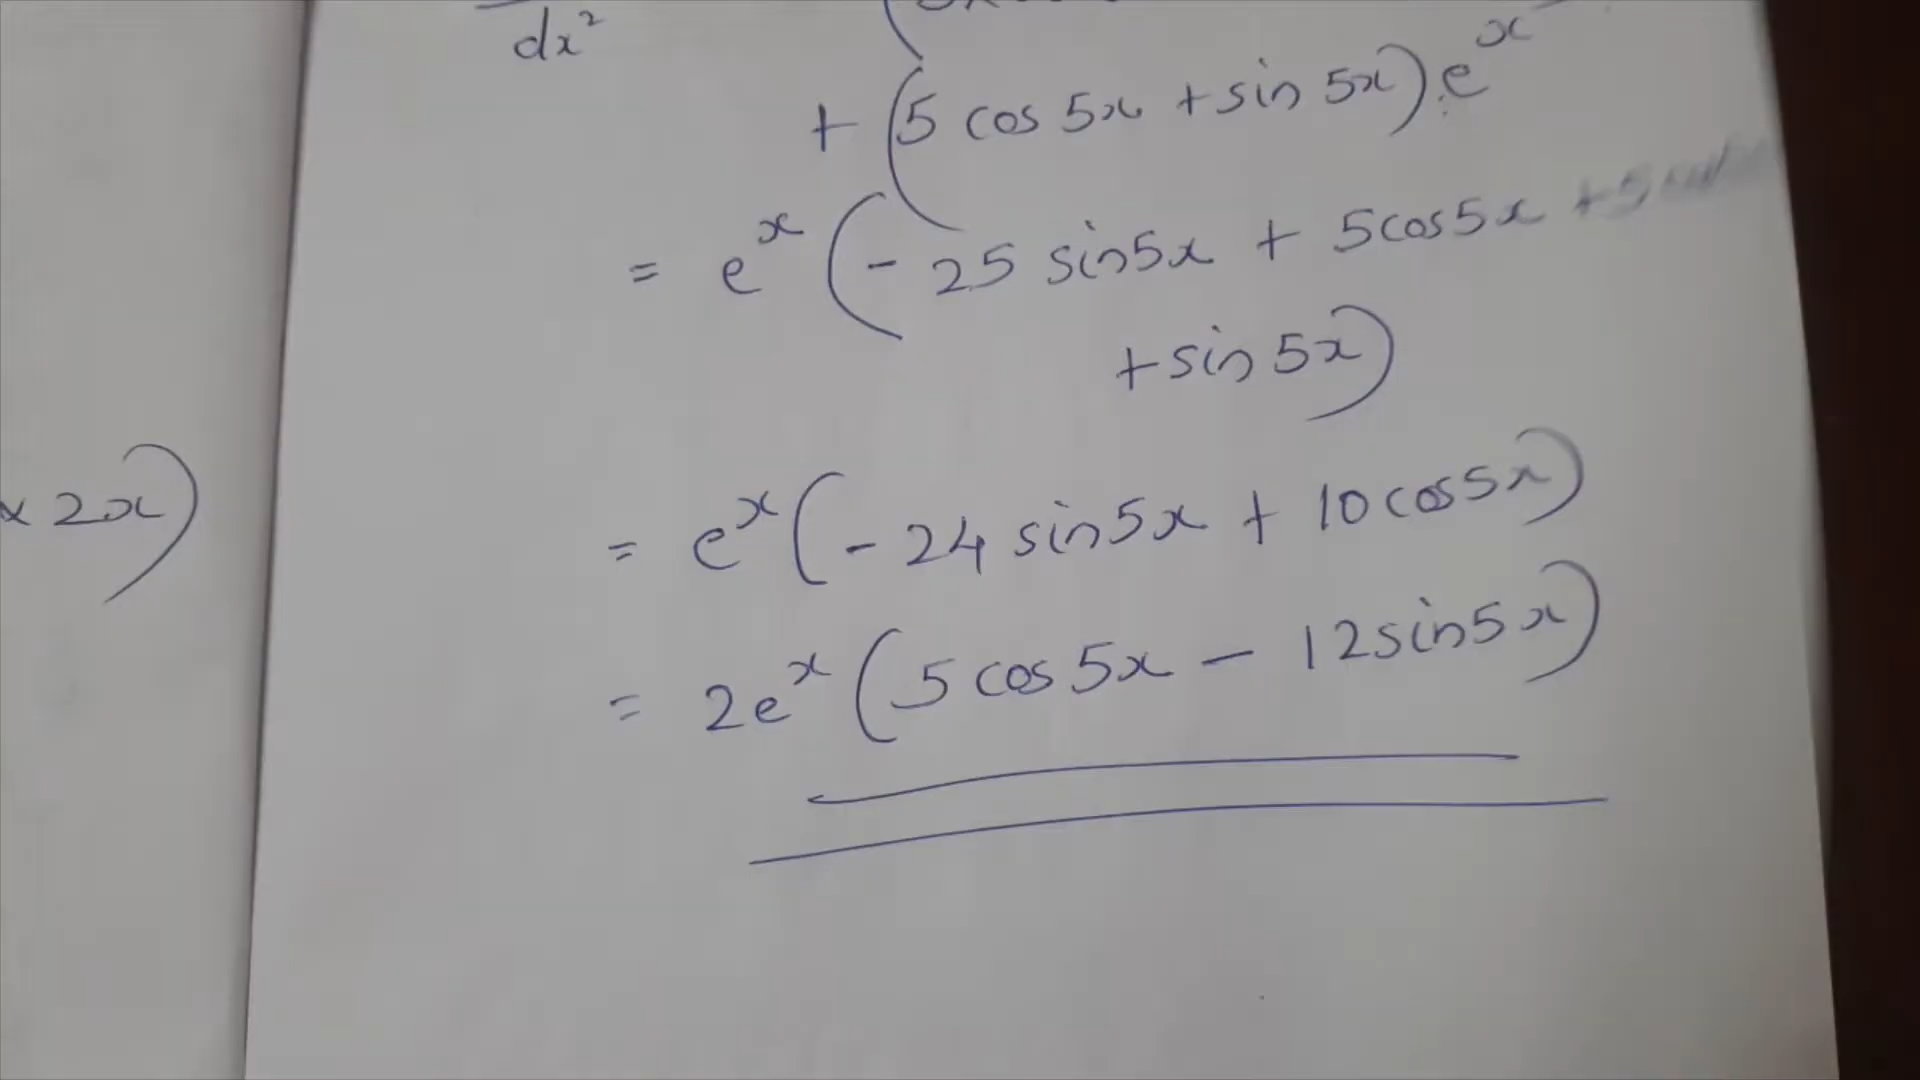 dx²
+ (5 cos 5x + sin 5x) eˣ
= eˣ (- 25 sin5x + 5cos5x + 5
+ sin 5x)
x 2x)
= eˣ (- 24 sin5x + 10 cos5x)
= 2eˣ (5 cos 5x - 12sin5x)